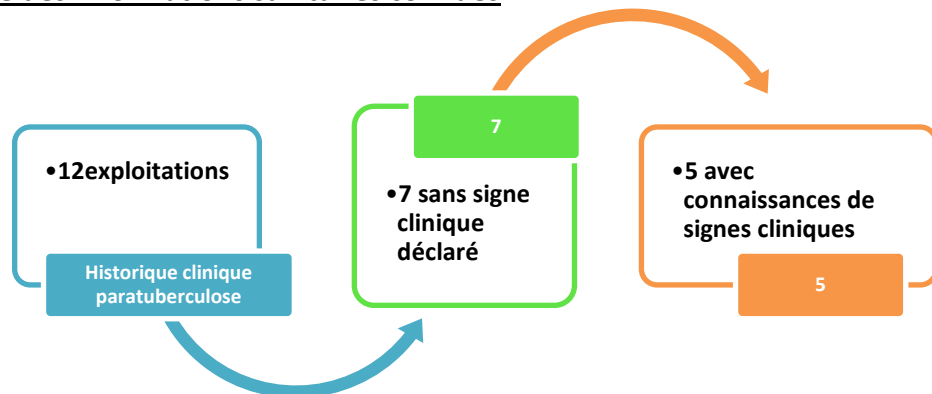 7
•12exploitations
Historique clinique
paratuberculose
•7 sans signe
clinique
déclaré
•5 avec
connaissances de
signes cliniques
5